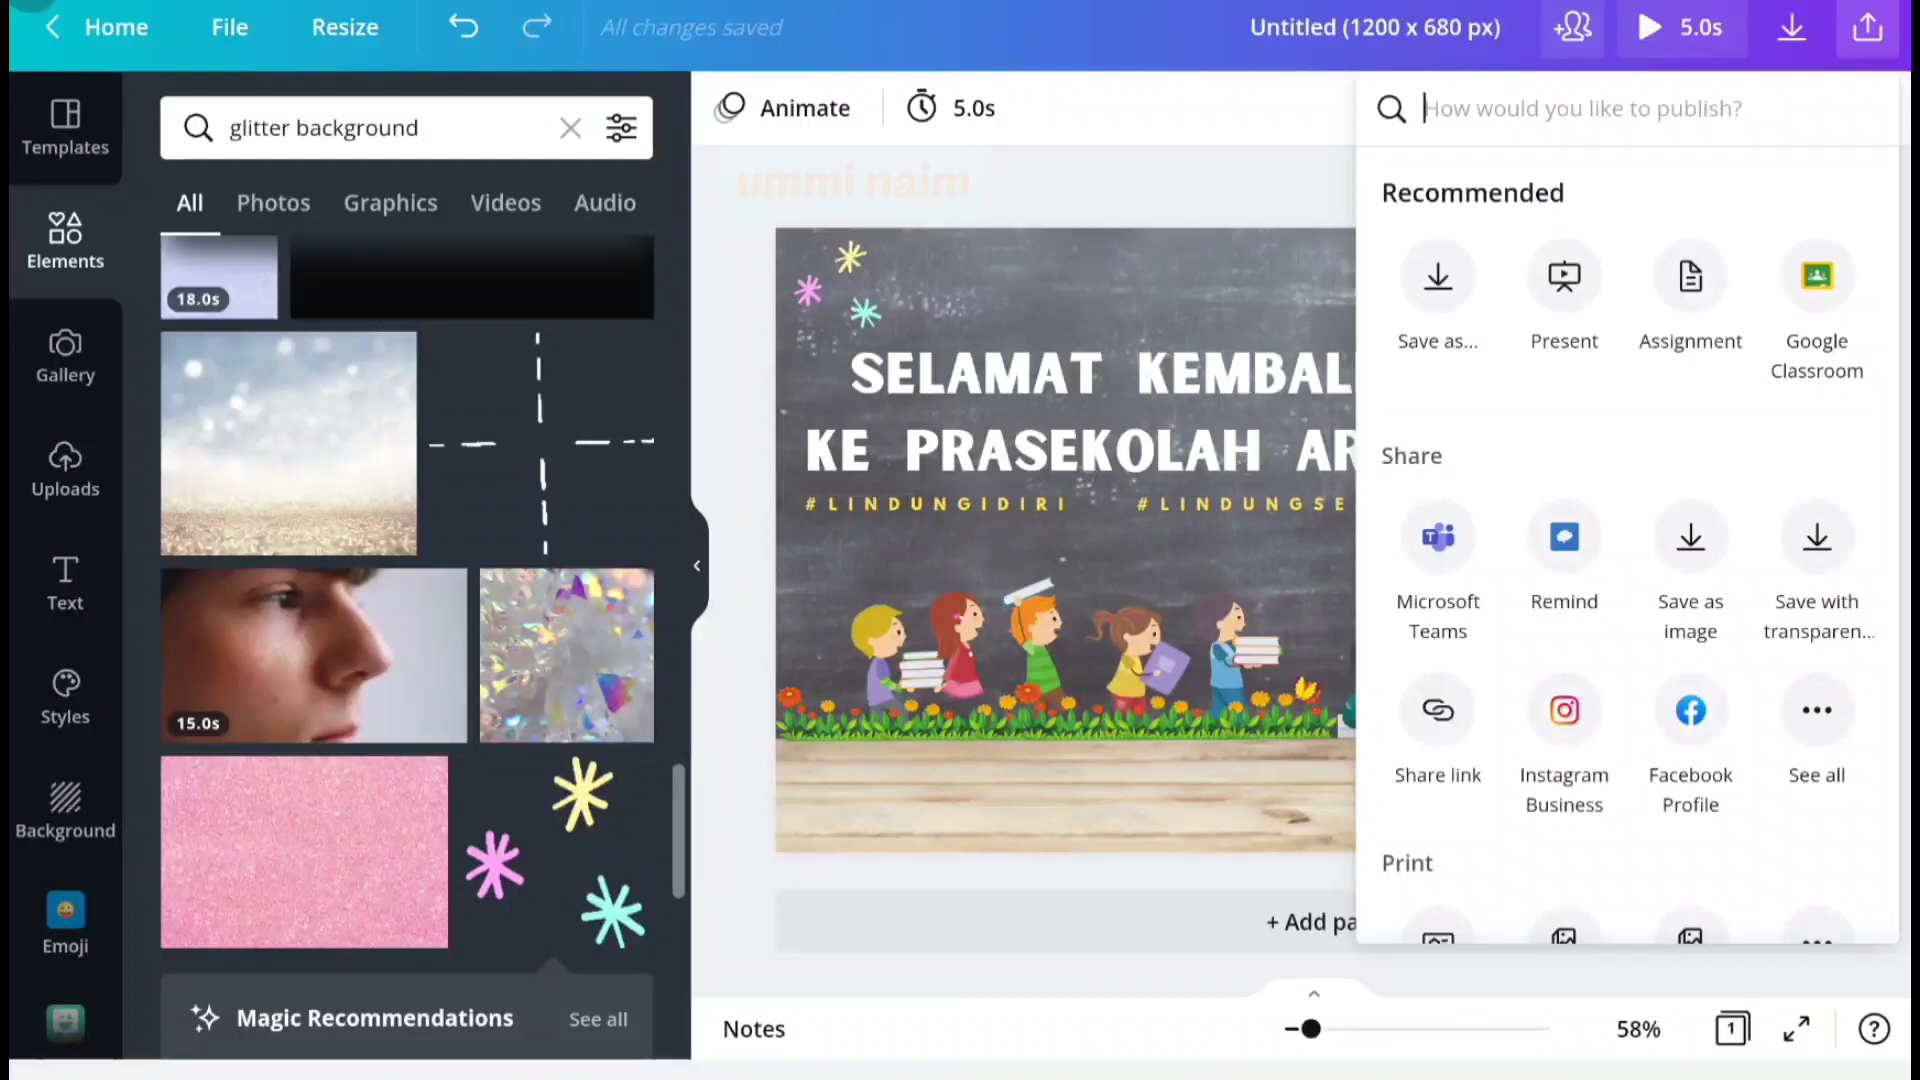 Home File Resize All changes saved Untitled (1200 x 680 px) 5.0s
Templates
Elements
Gallery
Uploads
Text
Styles
Background
Emoji
glitter background
All Photos Graphics Videos Audio
18.0s
15.0s
Magic Recommendations See all
Animate 5.0s
ummi naim
SELAMAT KEMBAL
KE PRASEKOLAH AR
#LINDUNGIDIRI #LINDUNGSE
+ Add pa
Notes 58% 1 ?
How would you like to publish?
Recommended
Save as... Present Assignment Google
Classroom
Share
Microsoft Remind Save as Save with
Teams image transparen...
Share link Instagram Facebook See all
Business Profile
Print